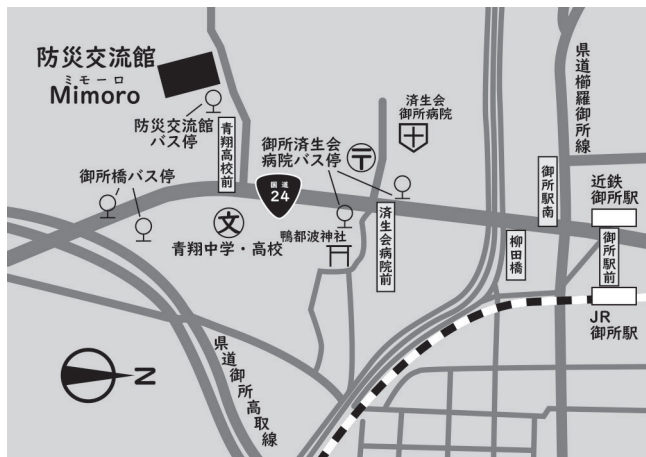 防災交流館
ミモーロ
Mimoro
防災交流館
バス停
青翔高校前
御所橋バス停
国道
24
青翔中学・高校
文
御所済生会
病院バス停
済生会
御所病院
鴨都波神社
済生会病院前
県道櫛羅御所線
御所駅南
近鉄
御所駅
御所駅前
柳田橋
JR
御所駅
県道御所高取線
N